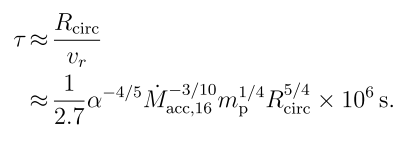 τ ≈ R_circ / v_r
≈ 1/2.7 α^{-4/5} Ṁ_{acc,16}^{-3/10} m_p^{1/4} R_circ^{5/4} × 10^6 s.